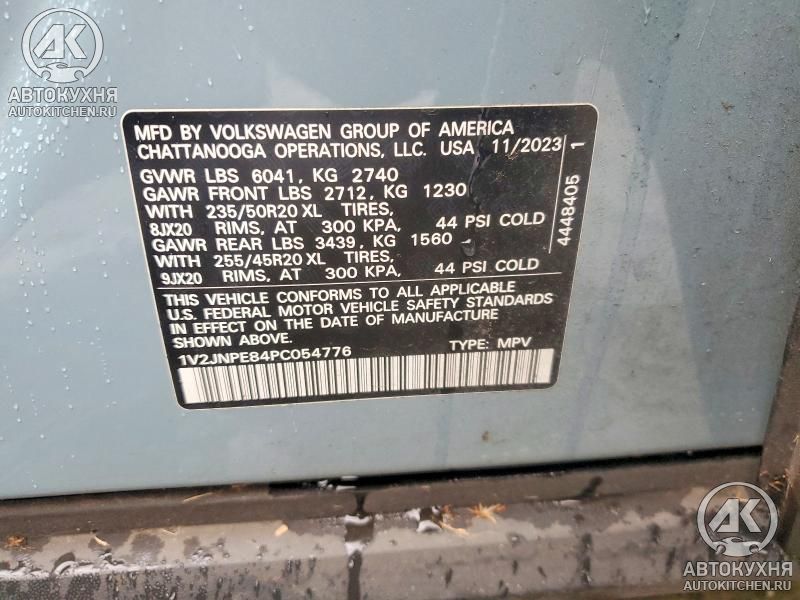 АК
АВТОКУХНЯ
AUTOKITCHEN.RU
MFD BY VOLKSWAGEN GROUP OF AMERICA
CHATTANOOGA OPERATIONS, LLC. USA 11/2023
GVWR LBS 6041, KG 2740
GAWR FRONT LBS 2712, KG 1230
WITH 235/50R20 XL TIRES,
8JX20 RIMS, AT 300 KPA, 44 PSI COLD
GAWR REAR LBS 3439, KG 1560
WITH 255/45R20 XL TIRES,
9JX20 RIMS, AT 300 KPA, 44 PSI COLD
THIS VEHICLE CONFORMS TO ALL APPLICABLE
U.S. FEDERAL MOTOR VEHICLE SAFETY STANDARDS
IN EFFECT ON THE DATE OF MANUFACTURE
SHOWN ABOVE.
1V2JNPE84PC054776 TYPE: MPV
4448405 1
АК
АВТОКУХНЯ
AUTOKITCHEN.RU